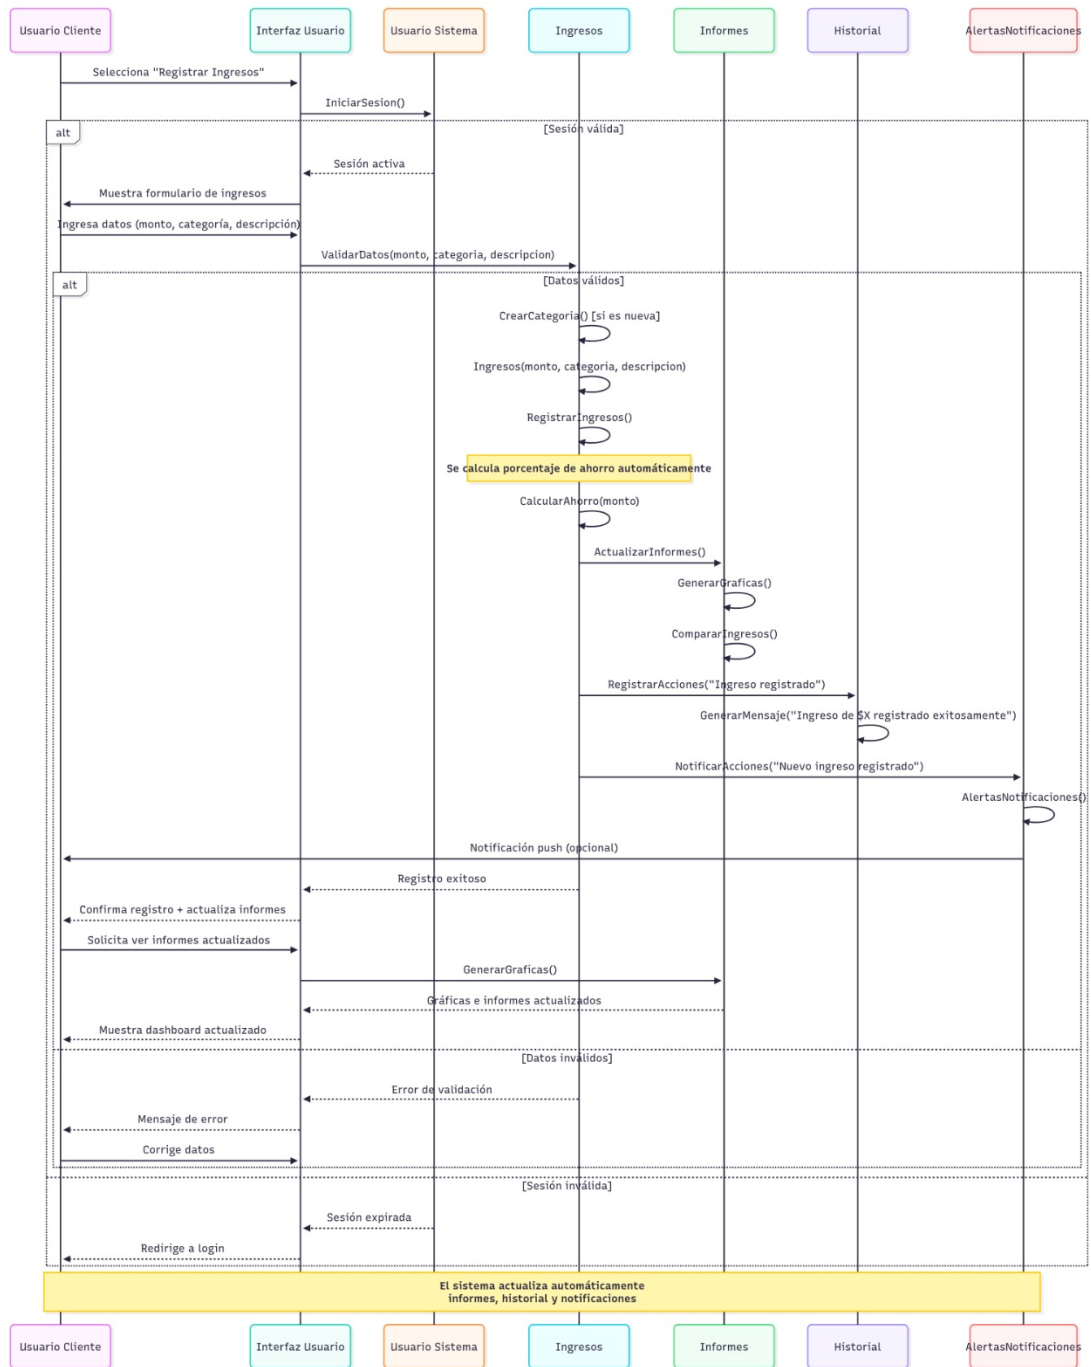 Usuario Cliente
Interfaz Usuario
Usuario Sistema
Ingresos
Informes
Historial
AlertasNotificaciones
Selecciona "Registrar Ingresos"
IniciarSesion()
alt
[Sesión válida]
Sesión activa
Muestra formulario de ingresos
Ingresa datos (monto, categoría, descripción)
ValidarDatos(monto, categoria, descripcion)
alt
[Datos válidos]
CrearCategoria() [si es nueva]
Ingresos(monto, categoria, descripcion)
RegistrarIngresos()
Se calcula porcentaje de ahorro automáticamente
CalcularAhorro(monto)
ActualizarInformes()
GenerarGraficas()
CompararIngresos()
RegistrarAcciones("Ingreso registrado")
GenerarMensaje("Ingreso de $X registrado exitosamente")
NotificarAcciones("Nuevo ingreso registrado")
AlertasNotificaciones()
Notificación push (opcional)
Registro exitoso
Confirma registro + actualiza informes
Solicita ver informes actualizados
GenerarGraficas()
Gráficas e informes actualizados
Muestra dashboard actualizado
[Datos inválidos]
Error de validación
Mensaje de error
Corrige datos
[Sesión inválida]
Sesión expirada
Redirige a login
El sistema actualiza automáticamente
informes, historial y notificaciones
Usuario Cliente
Interfaz Usuario
Usuario Sistema
Ingresos
Informes
Historial
AlertasNotificaciones